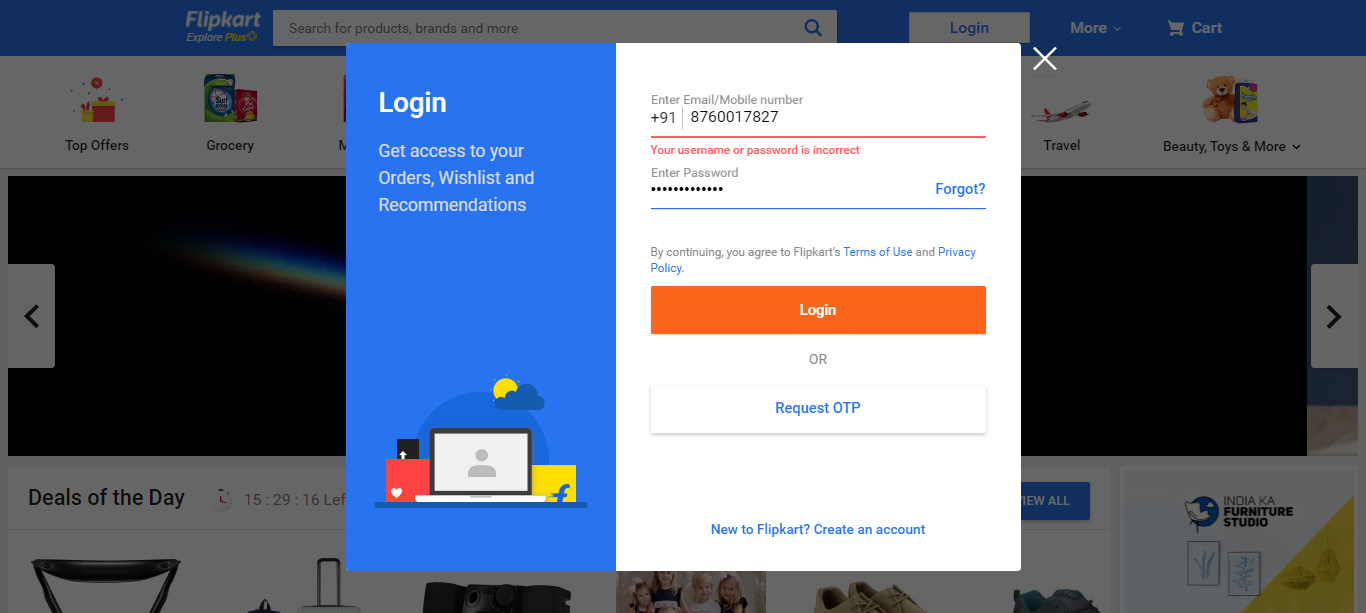 Flipkart
Explore Plus
Search for products, brands and more
Login
More
Cart
Top Offers
Grocery
M
Travel
Beauty, Toys & More
Login
Get access to your
Orders, Wishlist and
Recommendations
Enter Email/Mobile number
+91 8760017827
Your username or password is incorrect
Enter Password
Forgot?
By continuing, you agree to Flipkart's Terms of Use and Privacy
Policy.
Login
OR
Request OTP
New to Flipkart? Create an account
Deals of the Day
15 : 29 : 16 Lef
VIEW ALL
INDIA KA
FURNITURE
STUDIO